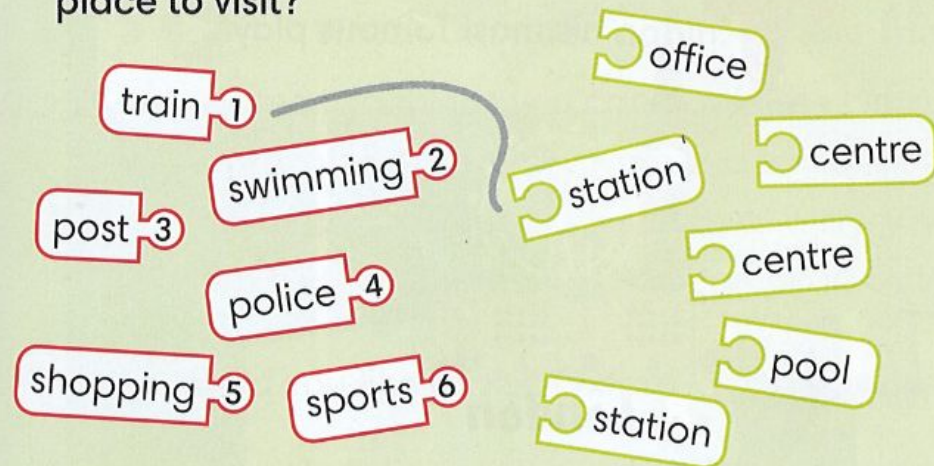 place to visit?
office
train 1
centre
swimming 2
station
post 3
centre
police 4
pool
shopping 5
sports 6
station